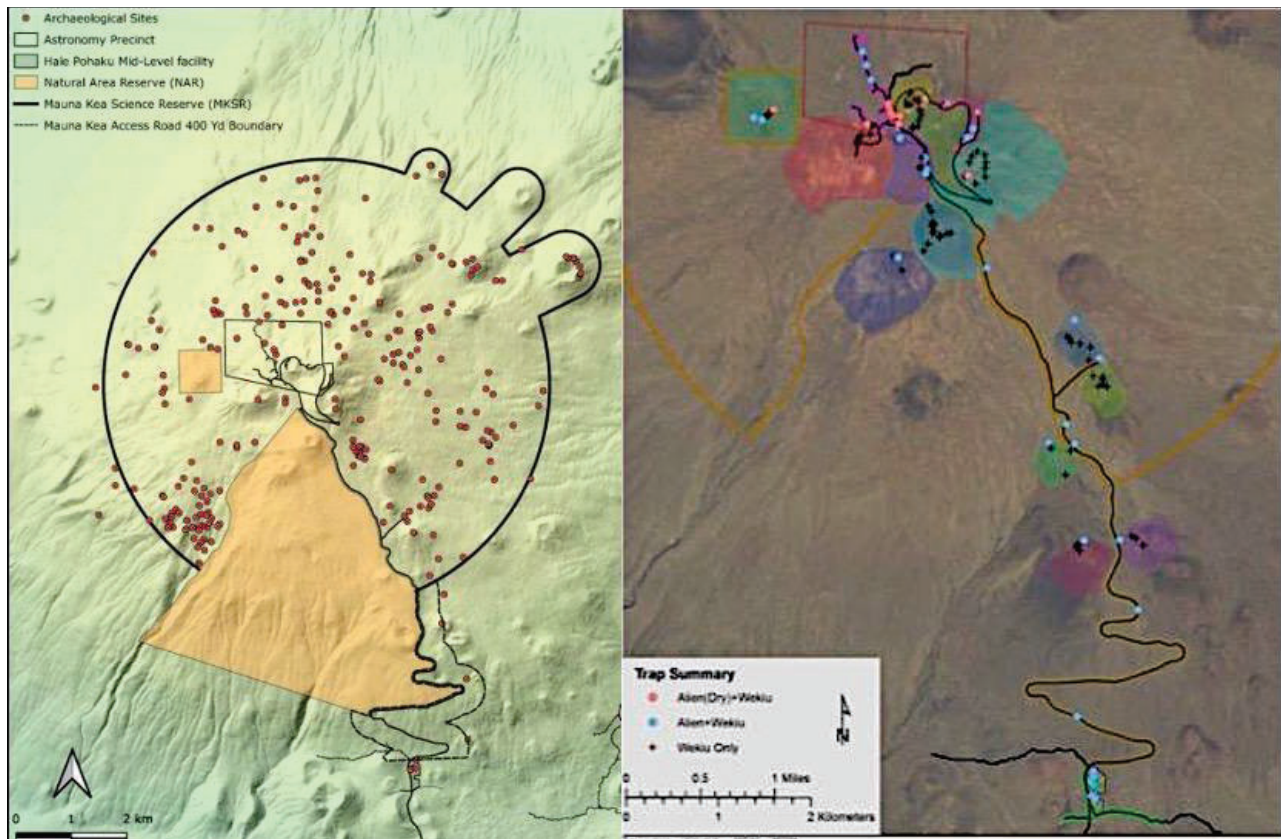 Archaeological Sites
Astronomy Precinct
Hale Pohaku Mid-Level facility
Natural Area Reserve (NAR)
Mauna Kea Science Reserve (MKSR)
Mauna Kea Access Road 400 Yd Boundary
0 1 2 km
Trap Summary
Alien(Dry)+Wekiu
Alien+Wekiu
Wekiu Only
N
0 0.5 1 Miles
0 1 2 Kilometers